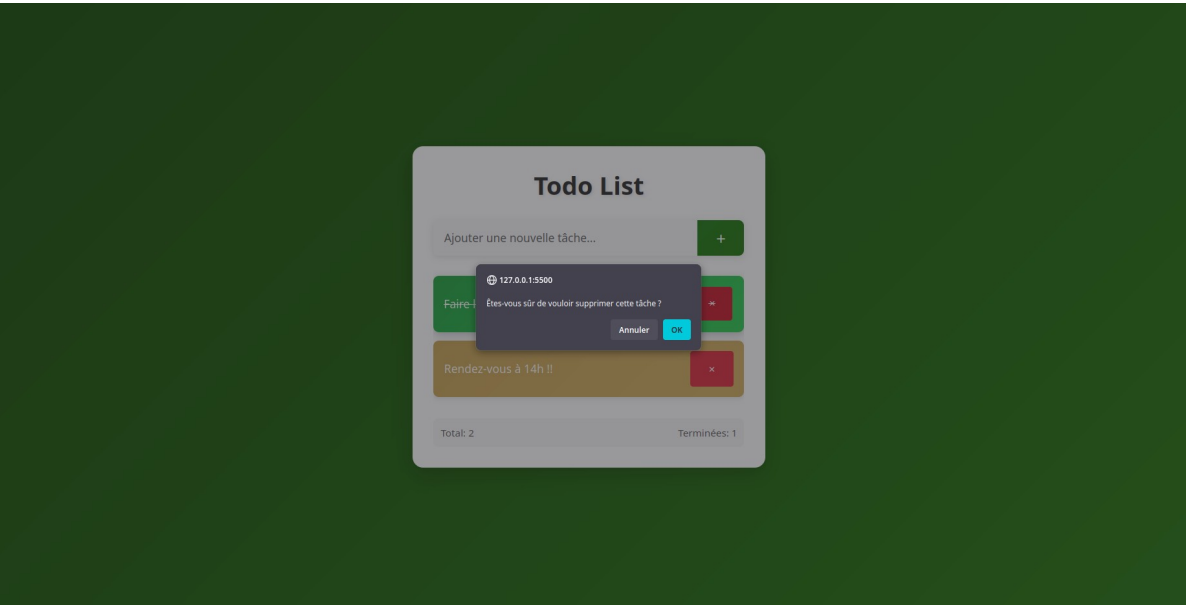 Todo List
Ajouter une nouvelle tâche...
+
127.0.0.1:5500
Faire
Êtes-vous sûr de vouloir supprimer cette tâche ?
×
Annuler
OK
Rendez-vous à 14h !!
×
Total: 2
Terminées: 1